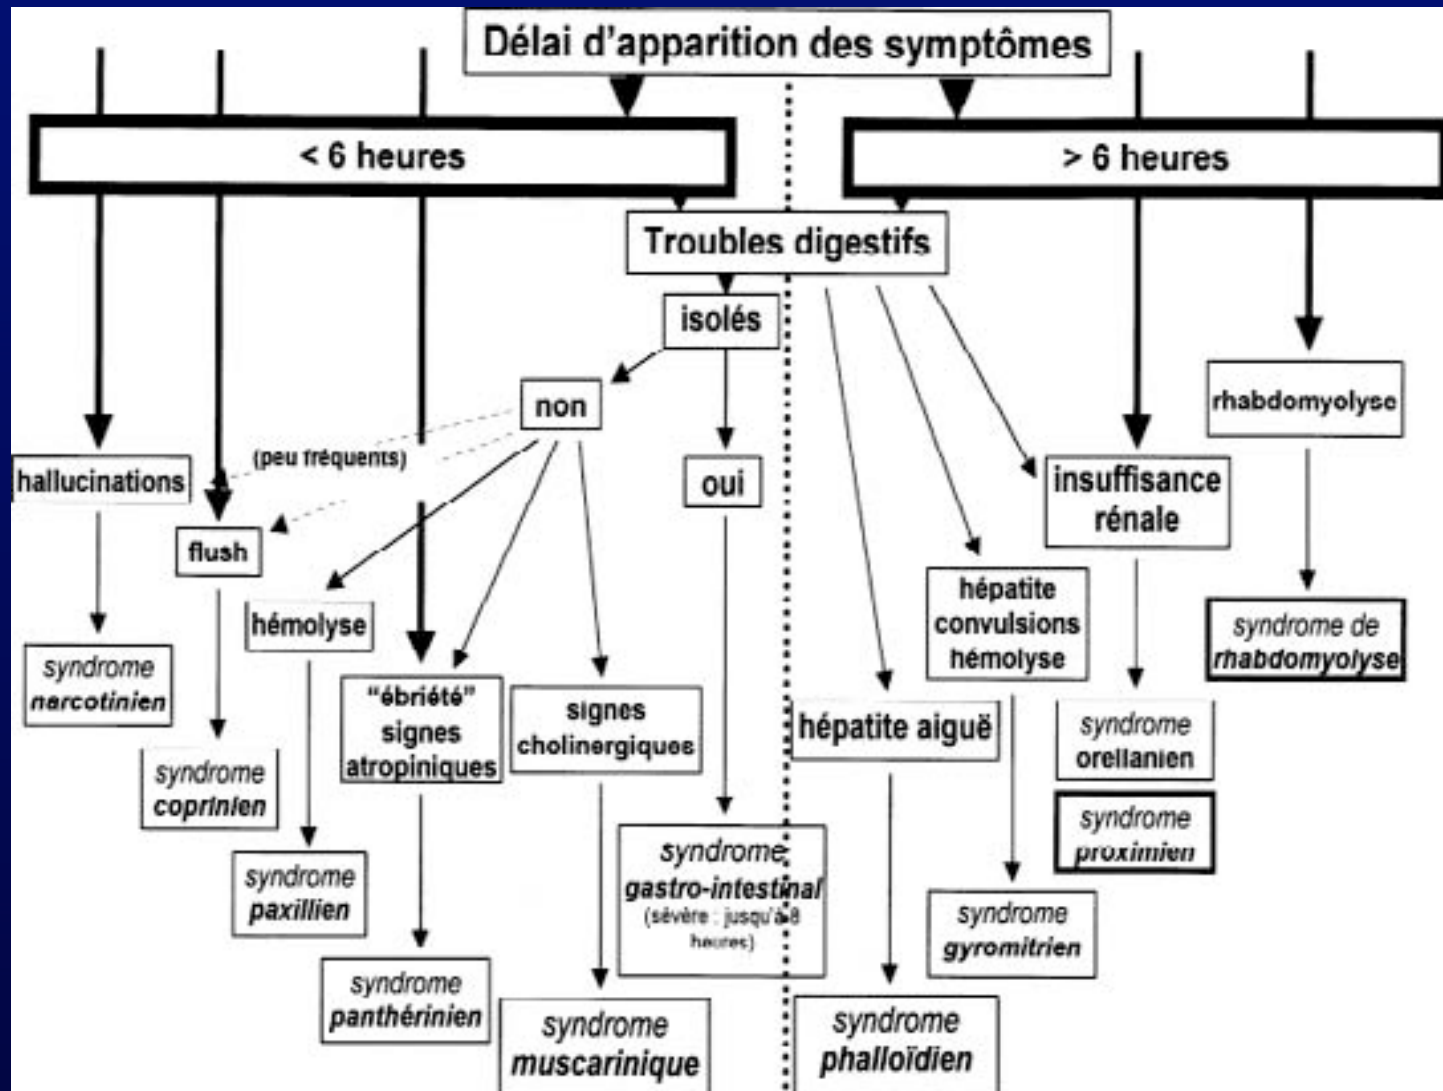 Délai d'apparition des symptômes
< 6 heures
> 6 heures
Troubles digestifs
isolés
non
oui
(peu fréquents)
hallucinations
flush
hémolyse
"ébriété"
signes
atropiniques
signes
cholinergiques
rhabdomyolyse
insuffisance
rénale
hépatite
convulsions
hémolyse
hépatite aiguë
syndrome
narcotinien
syndrome
coprinien
syndrome
paxillien
syndrome
panthérinien
syndrome
muscarinique
syndrome
gastro-intestinal
(sévère : jusqu'à 8
heures)
syndrome
phalloïdien
syndrome
gyromitrien
syndrome
orellanien
syndrome
proximien
syndrome de
rhabdomyolyse